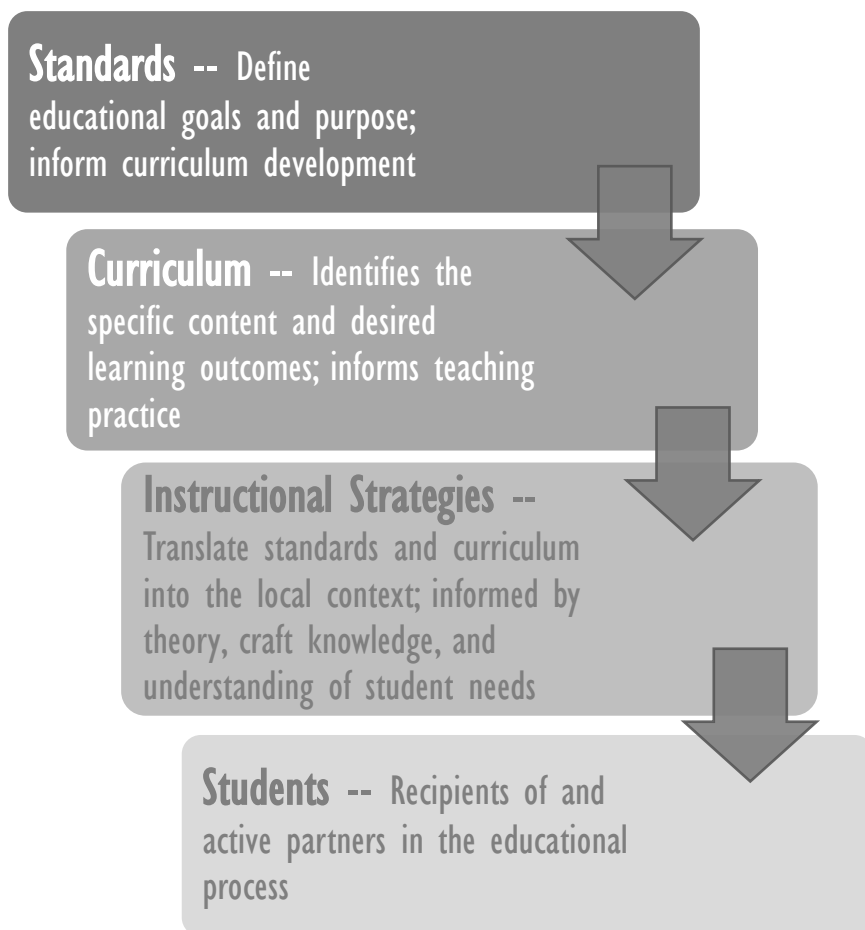 Standards -- Define
educational goals and purpose;
inform curriculum development
Curriculum -- Identifies the
specific content and desired
learning outcomes; informs teaching
practice
Instructional Strategies --
Translate standards and curriculum
into the local context; informed by
theory, craft knowledge, and
understanding of student needs
Students -- Recipients of and
active partners in the educational
process